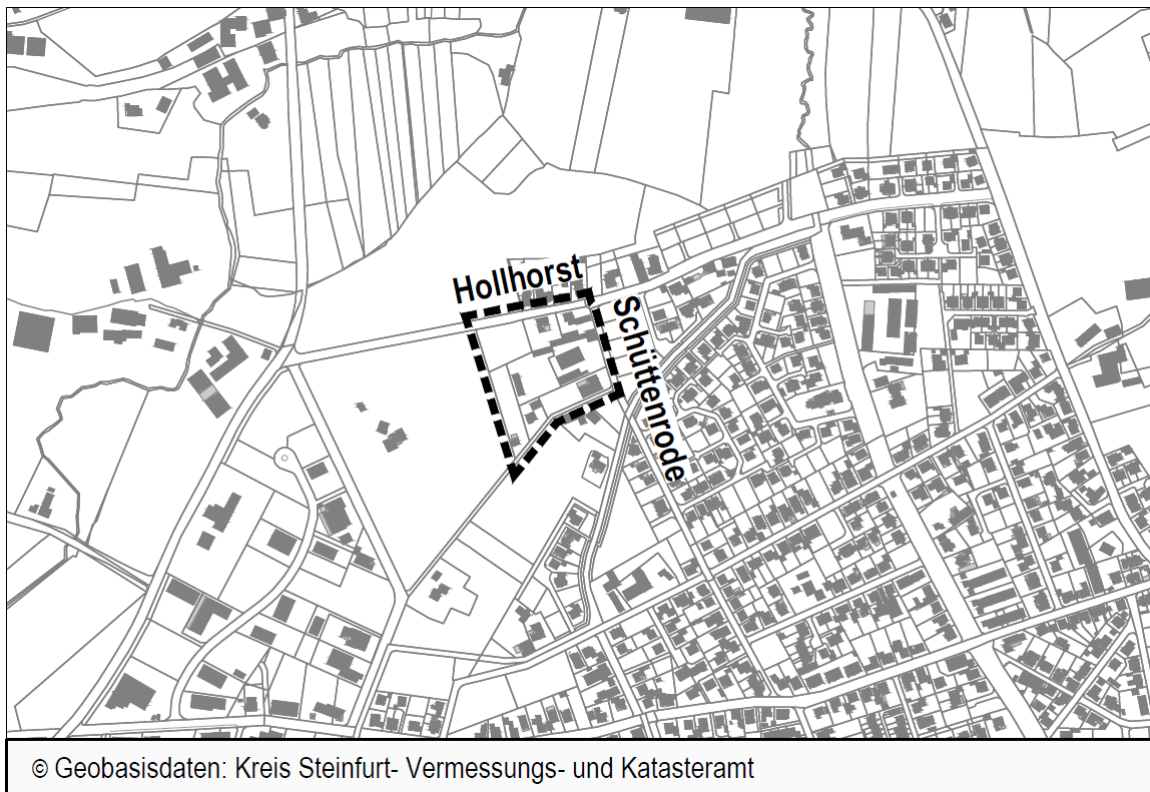 Hollhorst
Schüttenrode
© Geobasisdaten: Kreis Steinfurt- Vermessungs- und Katasteramt